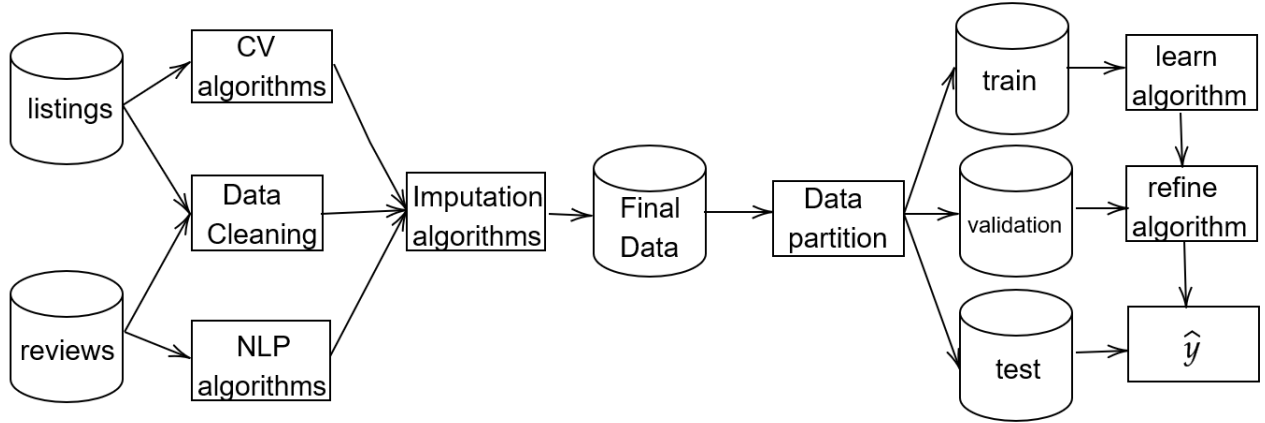 listings
reviews
CV
algorithms
Data
Cleaning
NLP
algorithms
Imputation
algorithms
Final
Data
Data
partition
train
validation
test
learn
algorithm
refine
algorithm
ŷ